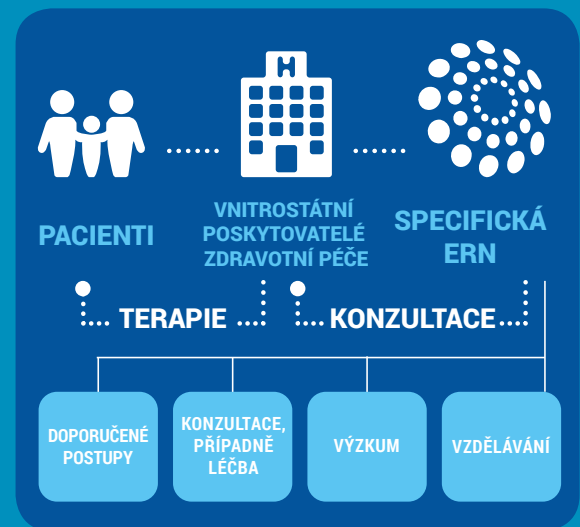 H
PACIENTI
VNITROSTÁTNÍ
POSKYTOVATELÉ
ZDRAVOTNÍ PÉČE
SPECIFICKÁ
ERN
TERAPIE
KONZULTACE
DOPORUČENÉ
POSTUPY
KONZULTACE,
PŘÍPADNĚ
LÉČBA
VÝZKUM
VZDĚLÁVÁNÍ